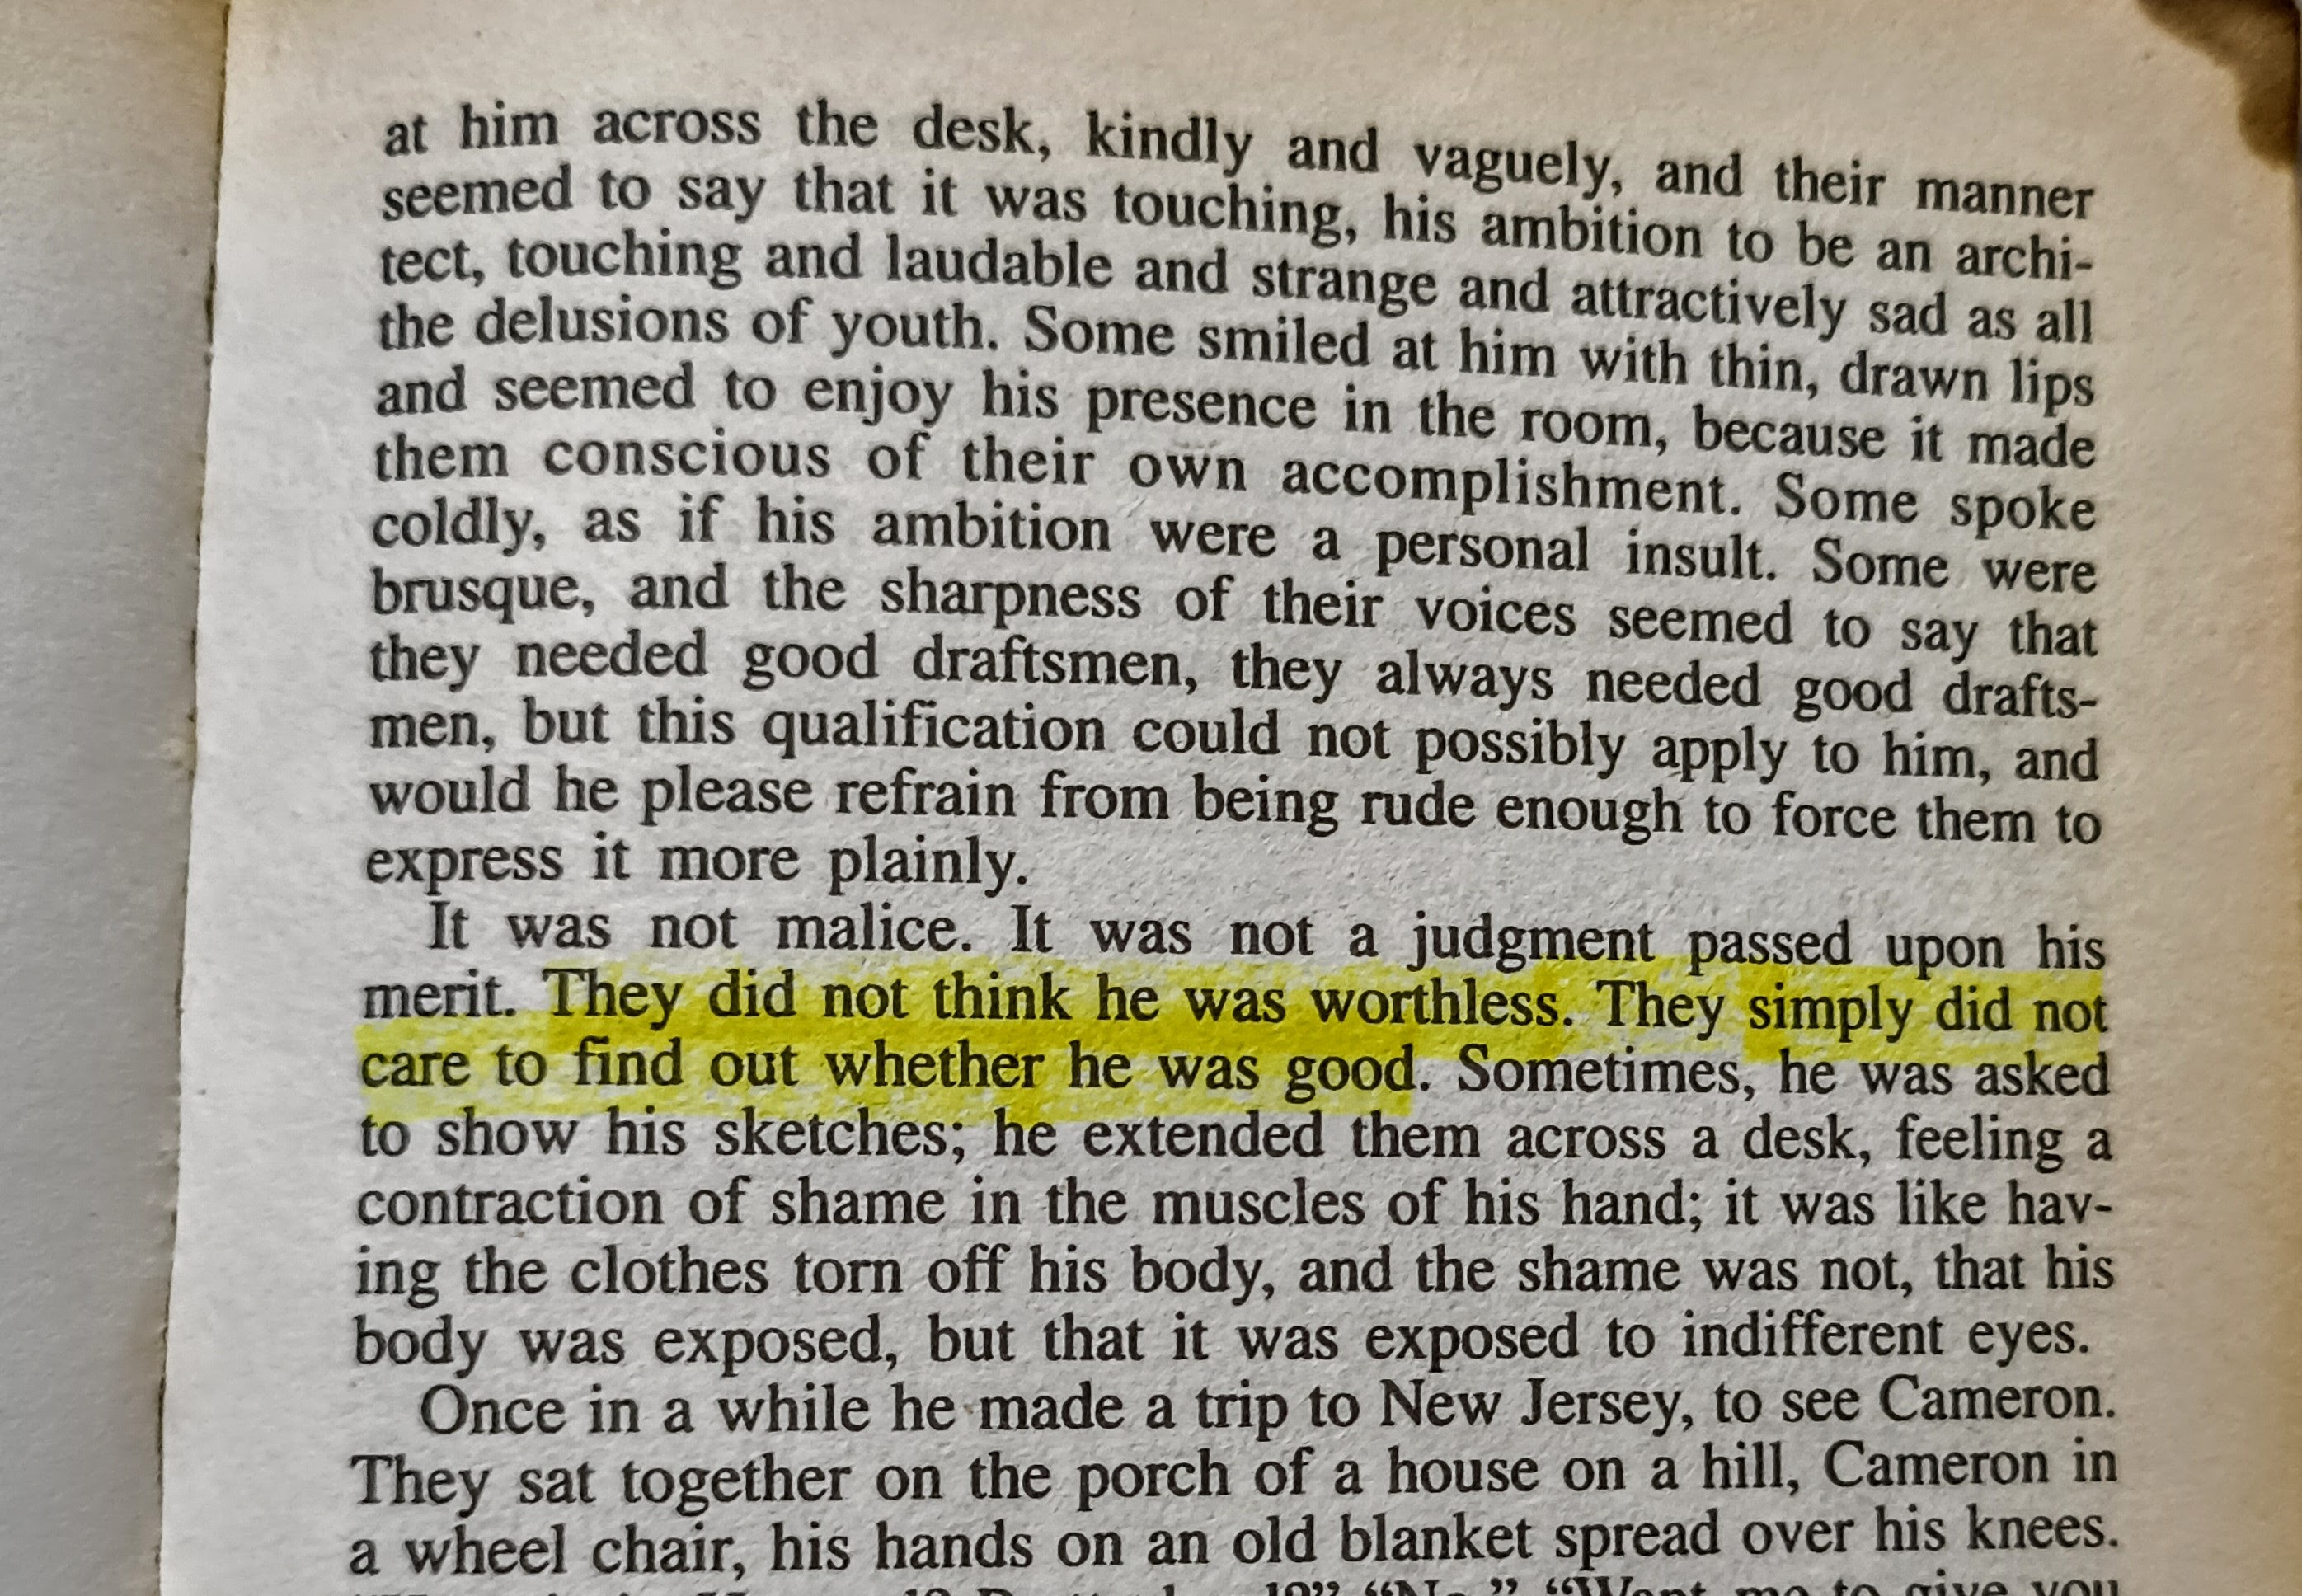 at him across the desk, kindly and vaguely, and their manner
seemed to say that it was touching, his ambition to be an archi-
tect, touching and laudable and strange and attractively sad as all
the delusions of youth. Some smiled at him with thin, drawn lips
and seemed to enjoy his presence in the room, because it made
them conscious of their own accomplishment. Some spoke
coldly, as if his ambition were a personal insult. Some were
brusque, and the sharpness of their voices seemed to say that
they needed good draftsmen, they always needed good drafts-
men, but this qualification could not possibly apply to him, and
would he please refrain from being rude enough to force them to
express it more plainly.
It was not malice. It was not a judgment passed upon his
merit. They did not think he was worthless. They simply did not
care to find out whether he was good. Sometimes, he was asked
to show his sketches; he extended them across a desk, feeling a
contraction of shame in the muscles of his hand; it was like hav-
ing the clothes torn off his body, and the shame was not, that his
body was exposed, but that it was exposed to indifferent eyes.
Once in a while he made a trip to New Jersey, to see Cameron.
They sat together on the porch of a house on a hill, Cameron in
a wheel chair, his hands on an old blanket spread over his knees.
“No.” “Want me to give you